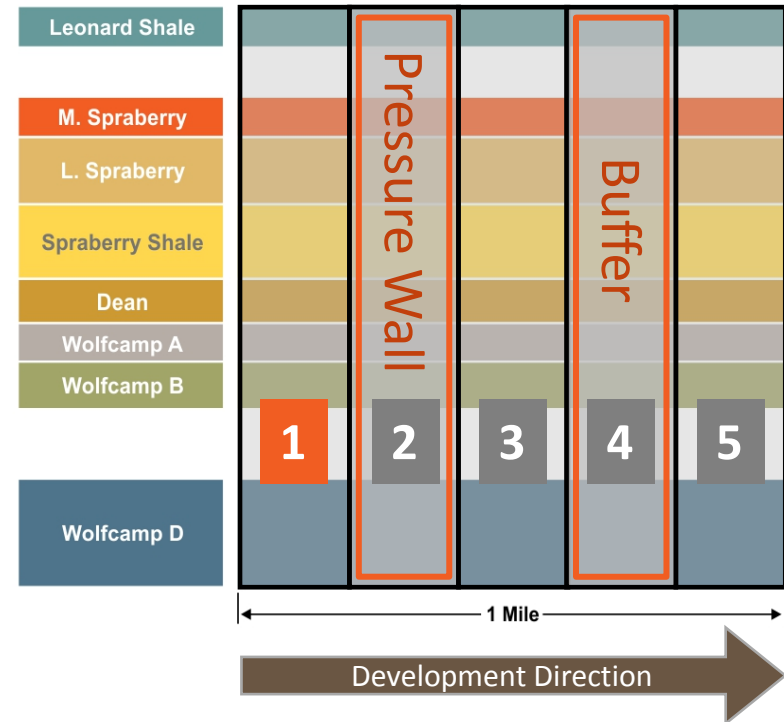 Leonard Shale
M. Spraberry
L. Spraberry
Spraberry Shale
Dean
Wolfcamp A
Wolfcamp B
Wolfcamp D
Pressure Wall
Buffer
1
2
3
4
5
1 Mile
Development Direction